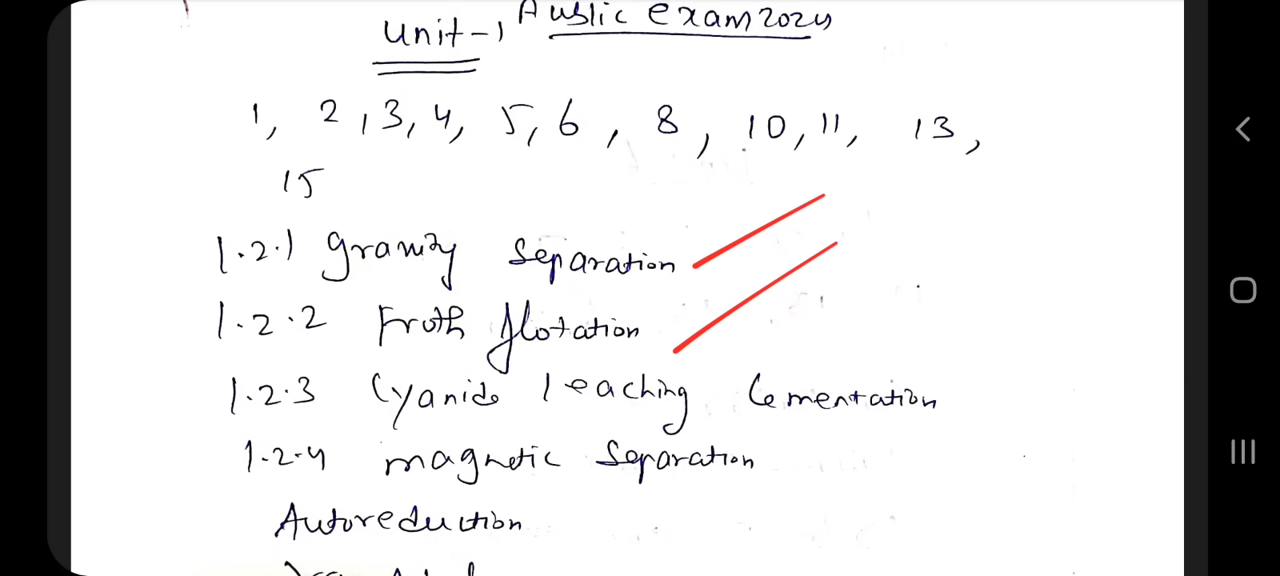 Unit-1, Public exam 2024
1, 2, 3, 4, 5, 6, 8, 10, 11, 13,
15
1.2.1 gravity separation
1.2.2 Froth flotation
1.2.3 Cyanide leaching Cementation
1.2.4 magnetic Separation
Autoreduction